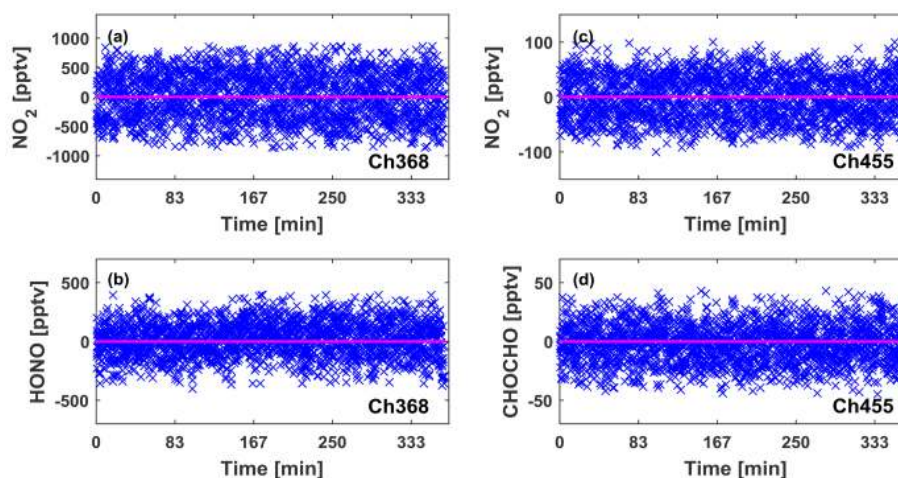 (a)
NO2 [pptv]
1000
500
0
-500
-1000
Ch368
0 83 167 250 333
Time [min]
(c)
NO2 [pptv]
100
0
-100
Ch455
0 83 167 250 333
Time [min]
(b)
HONO [pptv]
500
0
-500
Ch368
0 83 167 250 333
Time [min]
(d)
CHOCHO [pptv]
50
0
-50
Ch455
0 83 167 250 333
Time [min]